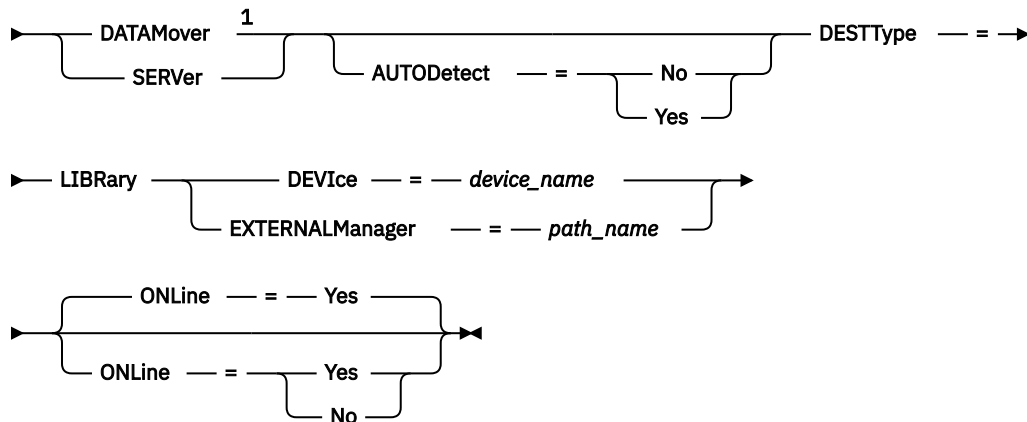 DATAMover 1 DESTType =
SERVer AUTODetect = No
Yes
LIBRary DEVIce = device_name
EXTERNALManager = path_name
ONLine = Yes
ONLine = Yes
No